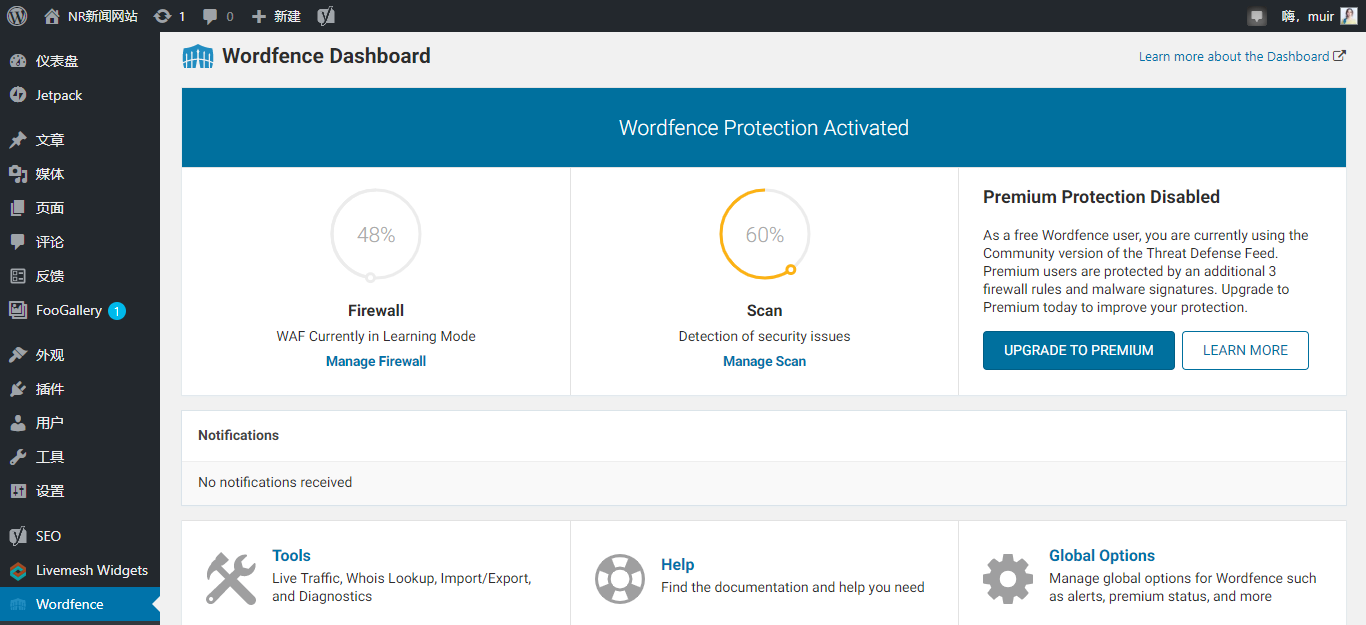 NR新闻网站 1 0 新建 嗨，muir
仪表盘
Jetpack
文章
媒体
页面
评论
反馈
FooGallery 1
外观
插件
用户
工具
设置
SEO
Livemesh Widgets
Wordfence
Wordfence Dashboard
Learn more about the Dashboard
Wordfence Protection Activated
48%
Firewall
WAF Currently in Learning Mode
Manage Firewall
60%
Scan
Detection of security issues
Manage Scan
Premium Protection Disabled
As a free Wordfence user, you are currently using the
Community version of the Threat Defense Feed.
Premium users are protected by an additional 3
firewall rules and malware signatures. Upgrade to
Premium today to improve your protection.
UPGRADE TO PREMIUM LEARN MORE
Notifications
No notifications received
Tools
Live Traffic, Whois Lookup, Import/Export,
and Diagnostics
Help
Find the documentation and help you need
Global Options
Manage global options for Wordfence such
as alerts, premium status, and more